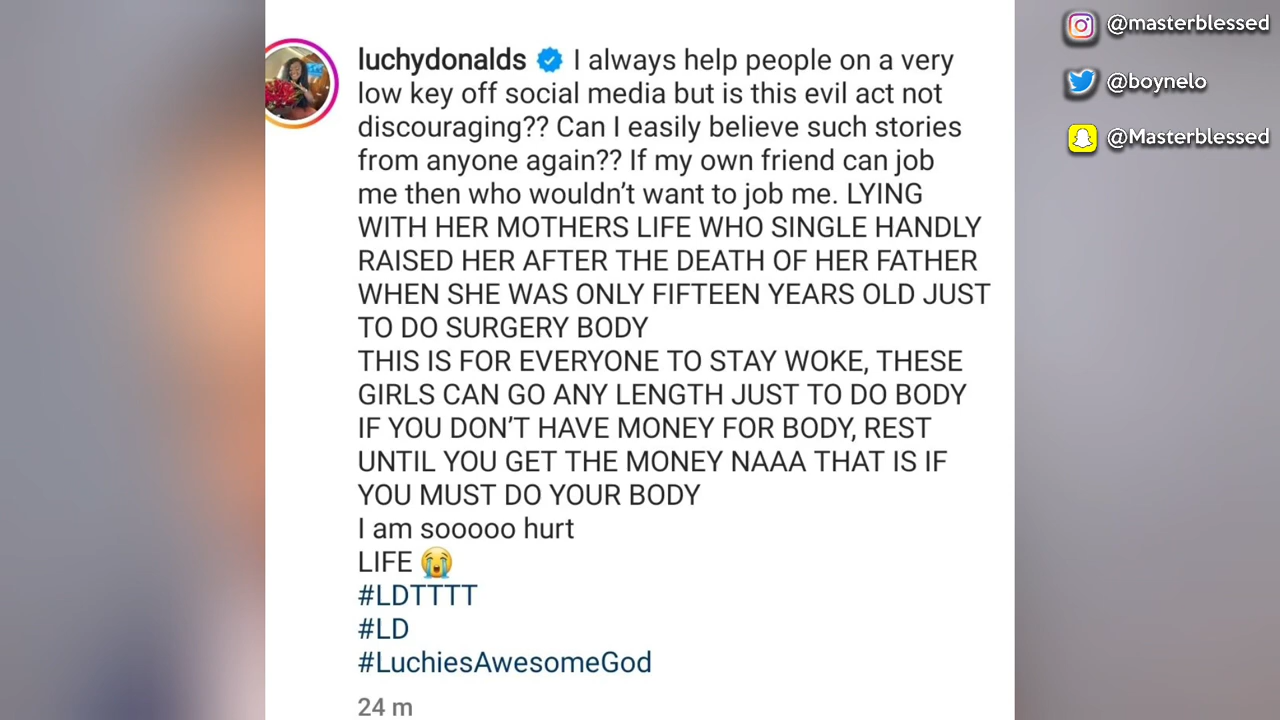 luchydonalds I always help people on a very
low key off social media but is this evil act not
discouraging?? Can I easily believe such stories
from anyone again?? If my own friend can job
me then who wouldn’t want to job me. LYING
WITH HER MOTHERS LIFE WHO SINGLE HANDLY
RAISED HER AFTER THE DEATH OF HER FATHER
WHEN SHE WAS ONLY FIFTEEN YEARS OLD JUST
TO DO SURGERY BODY
THIS IS FOR EVERYONE TO STAY WOKE, THESE
GIRLS CAN GO ANY LENGTH JUST TO DO BODY
IF YOU DON’T HAVE MONEY FOR BODY, REST
UNTIL YOU GET THE MONEY NAAA THAT IS IF
YOU MUST DO YOUR BODY
I am sooooo hurt
LIFE 😭
#LDTTTT
#LD
#LuchiesAwesomeGod
24 m
@masterblessed
@boynelo
@Masterblessed